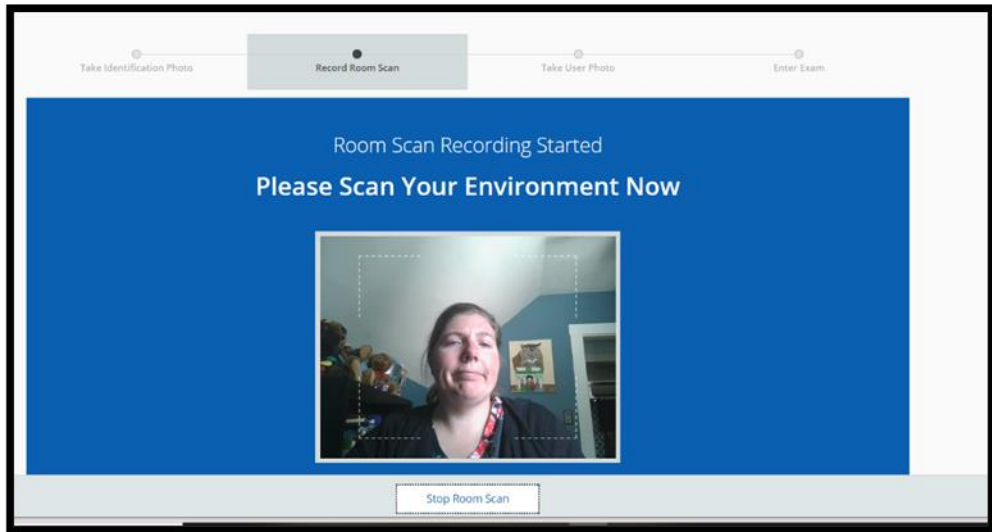 Take Identification Photo
Record Room Scan
Take User Photo
Enter Exam
Room Scan Recording Started
Please Scan Your Environment Now
Stop Room Scan